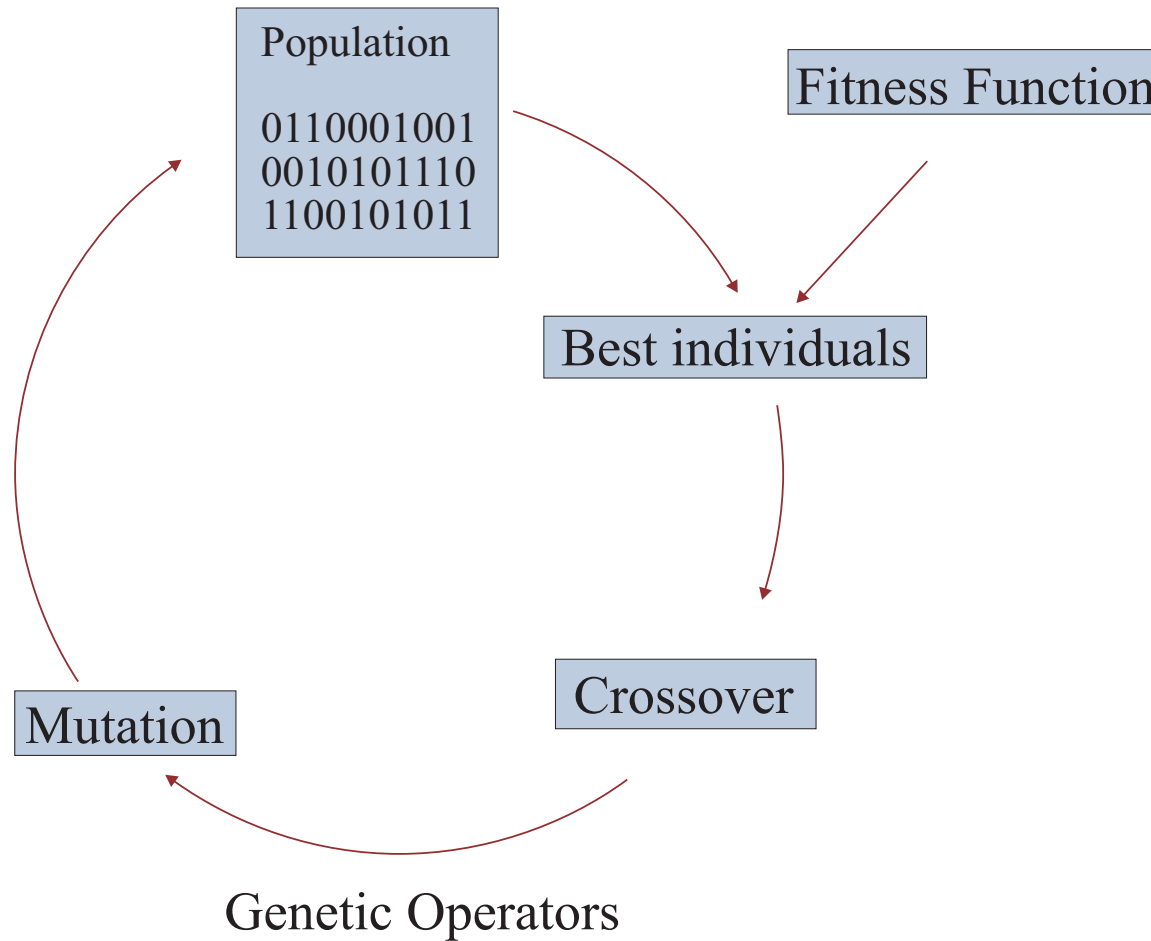 Population
0110001001
0010101110
1100101011
Fitness Function
Best individuals
Crossover
Mutation
Genetic Operators